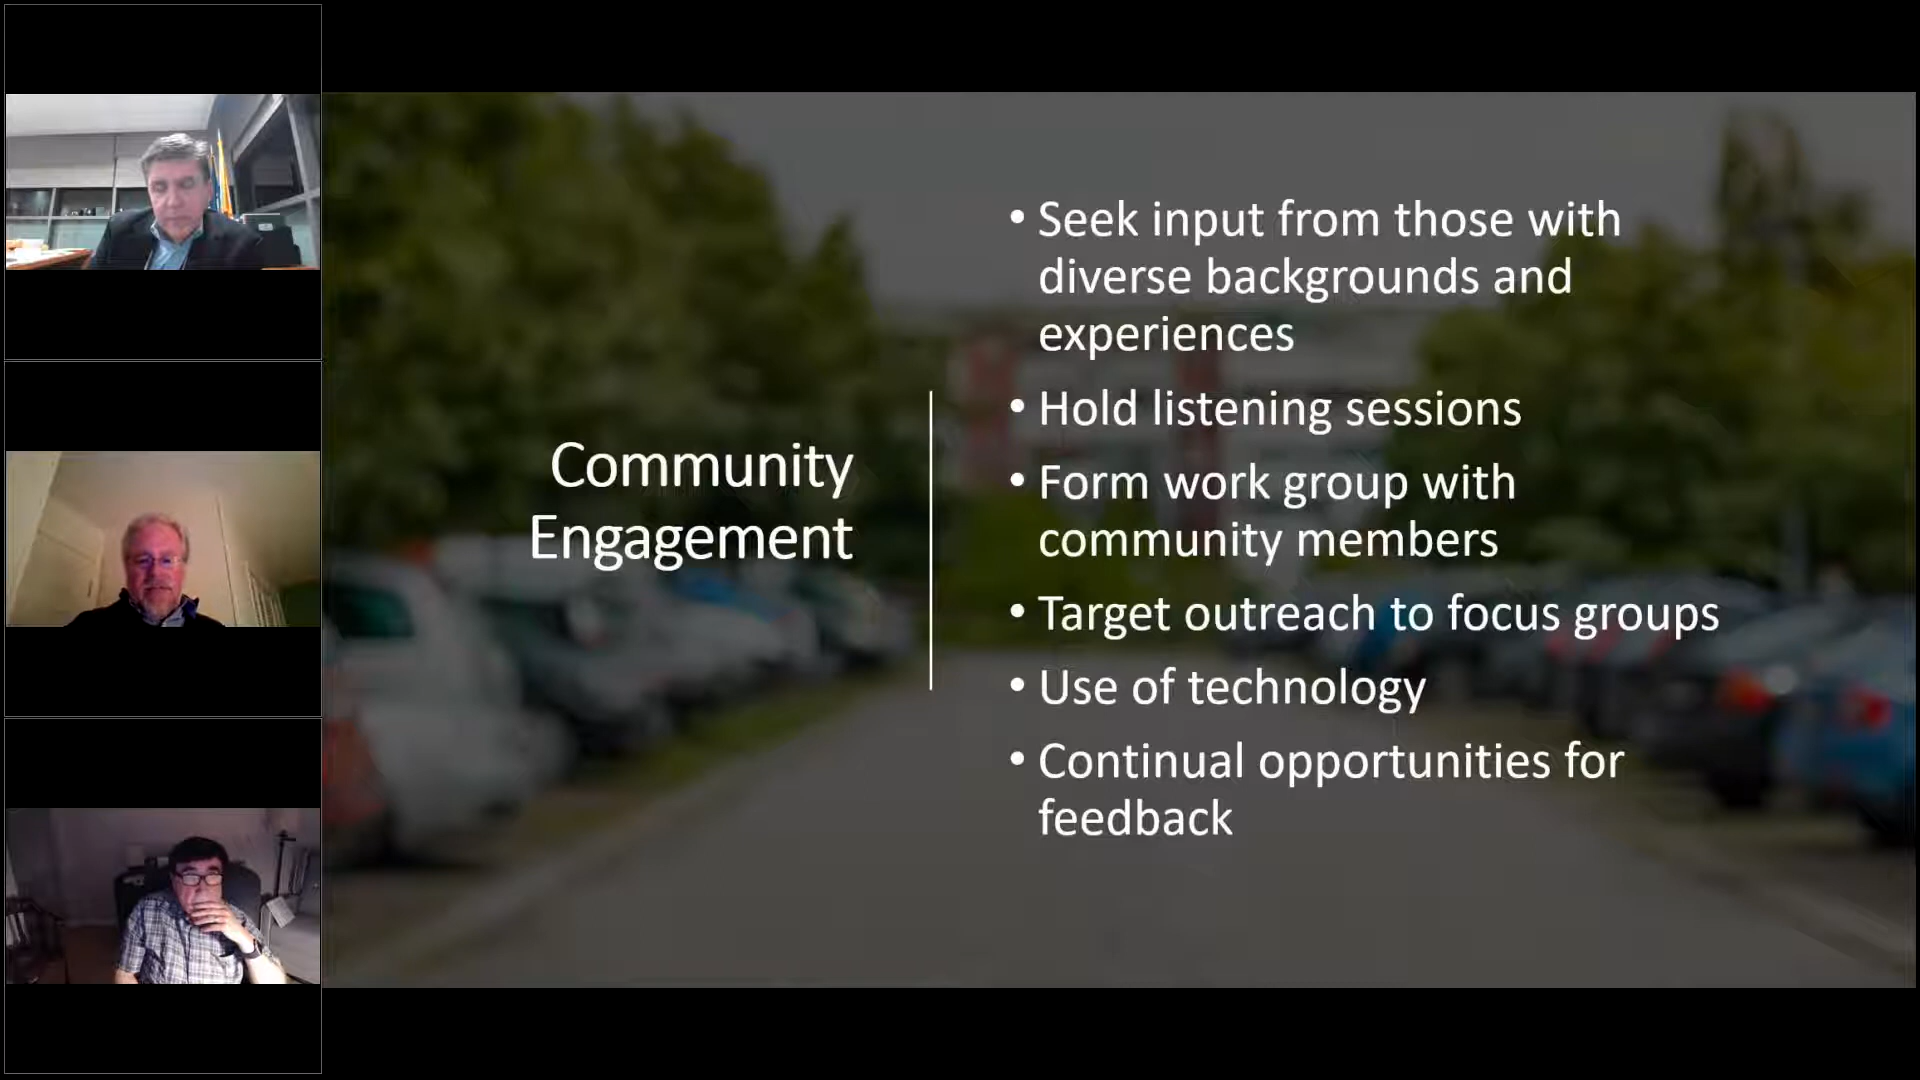 Community
Engagement
• Seek input from those with
diverse backgrounds and
experiences
• Hold listening sessions
• Form work group with
community members
• Target outreach to focus groups
• Use of technology
• Continual opportunities for
feedback